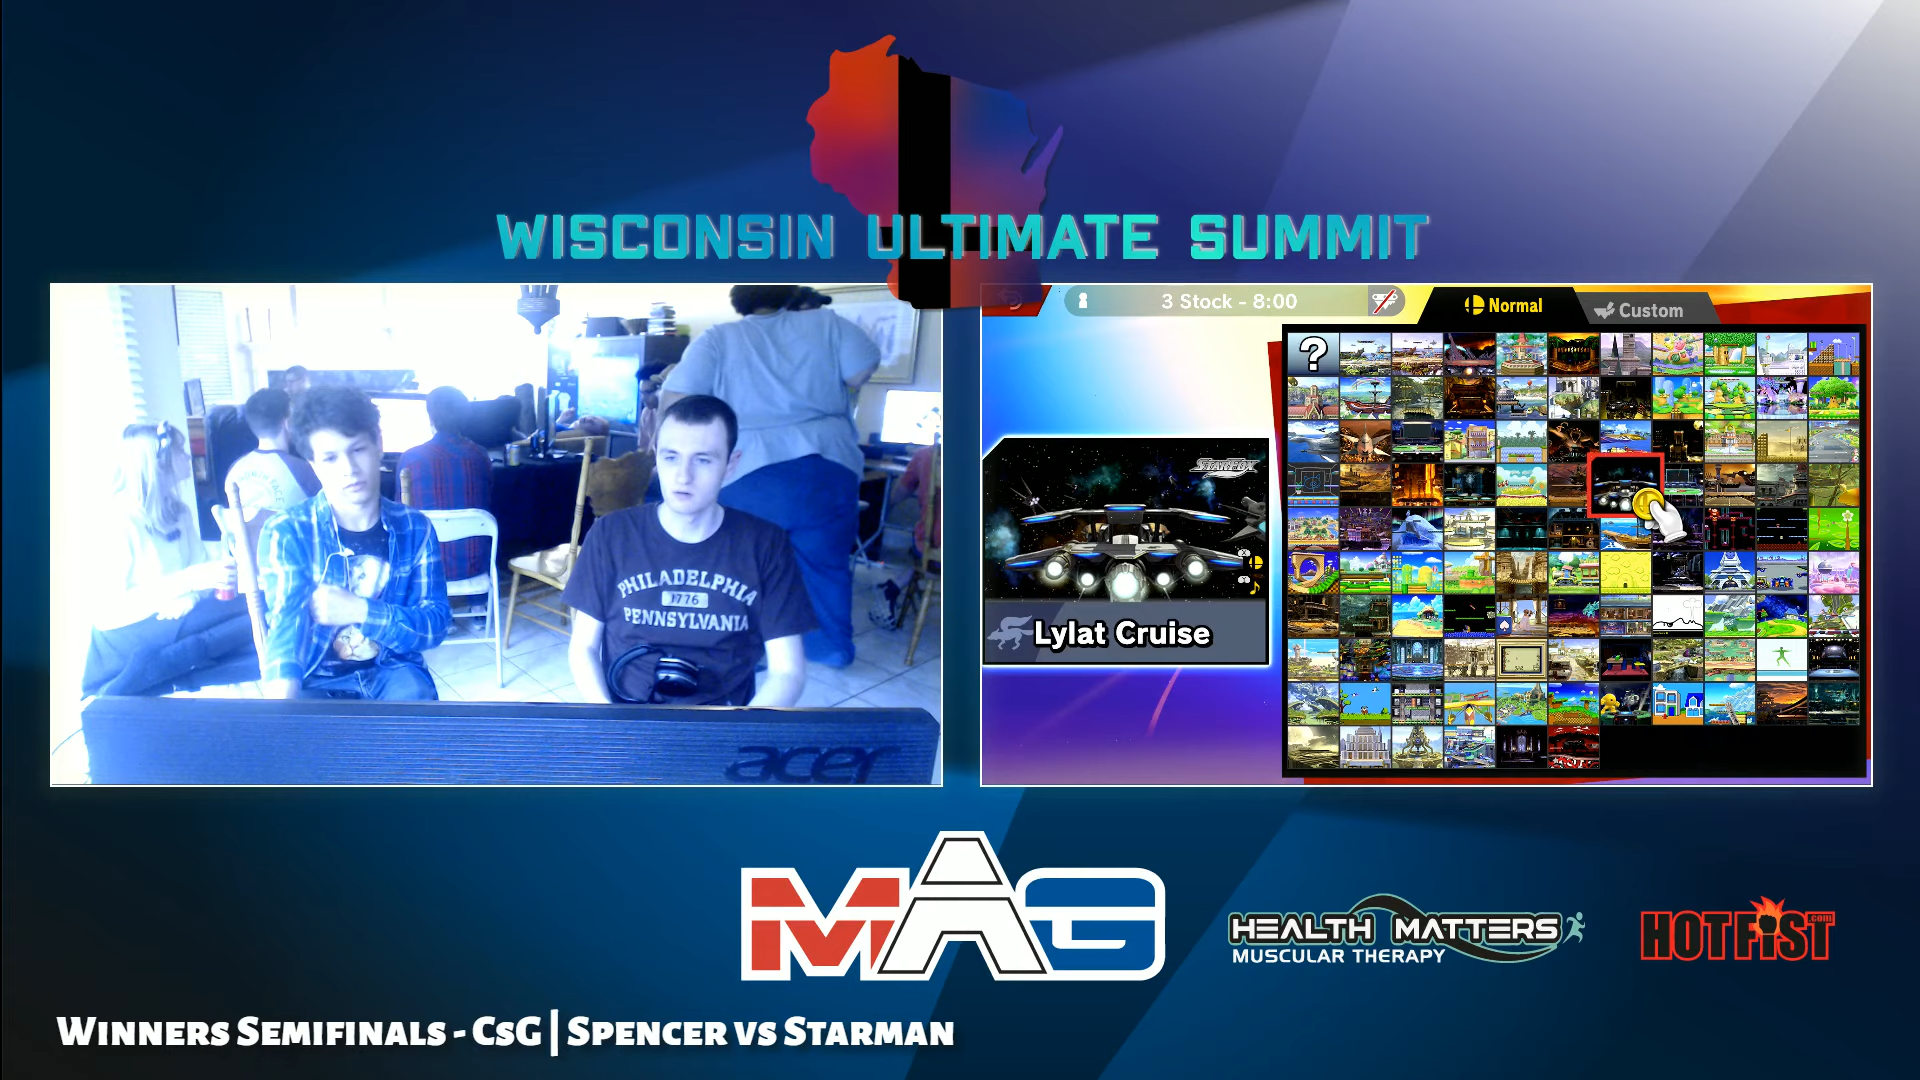 WISCONSIN ULTIMATE SUMMIT
3 Stock - 8:00
Normal
Custom
?
STARFOX
Lylat Cruise
PHILADELPHIA
1776
PENNSYLVANIA
acer
MAG
HEALTH MATTERS
MUSCULAR THERAPY
HOTFIST.com
WINNERS SEMIFINALS - CSG | SPENCER VS STARMAN